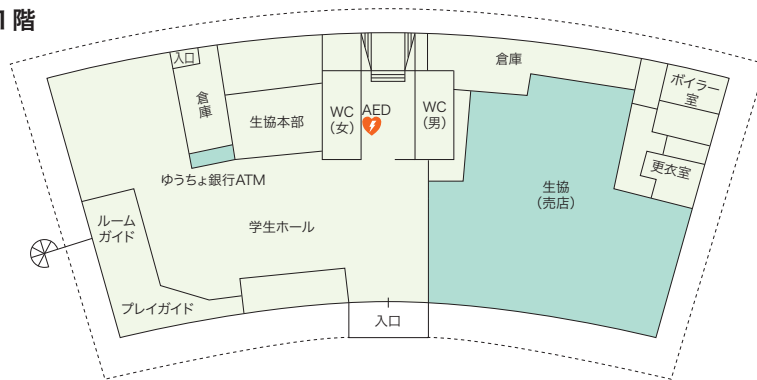 1階
入口
倉庫
倉庫
ボイラー
室
WC
(女)
AED
WC
(男)
生協本部
更衣室
ゆうちょ銀行ATM
生協
(売店)
ルーム
ガイド
学生ホール
プレイガイド
入口